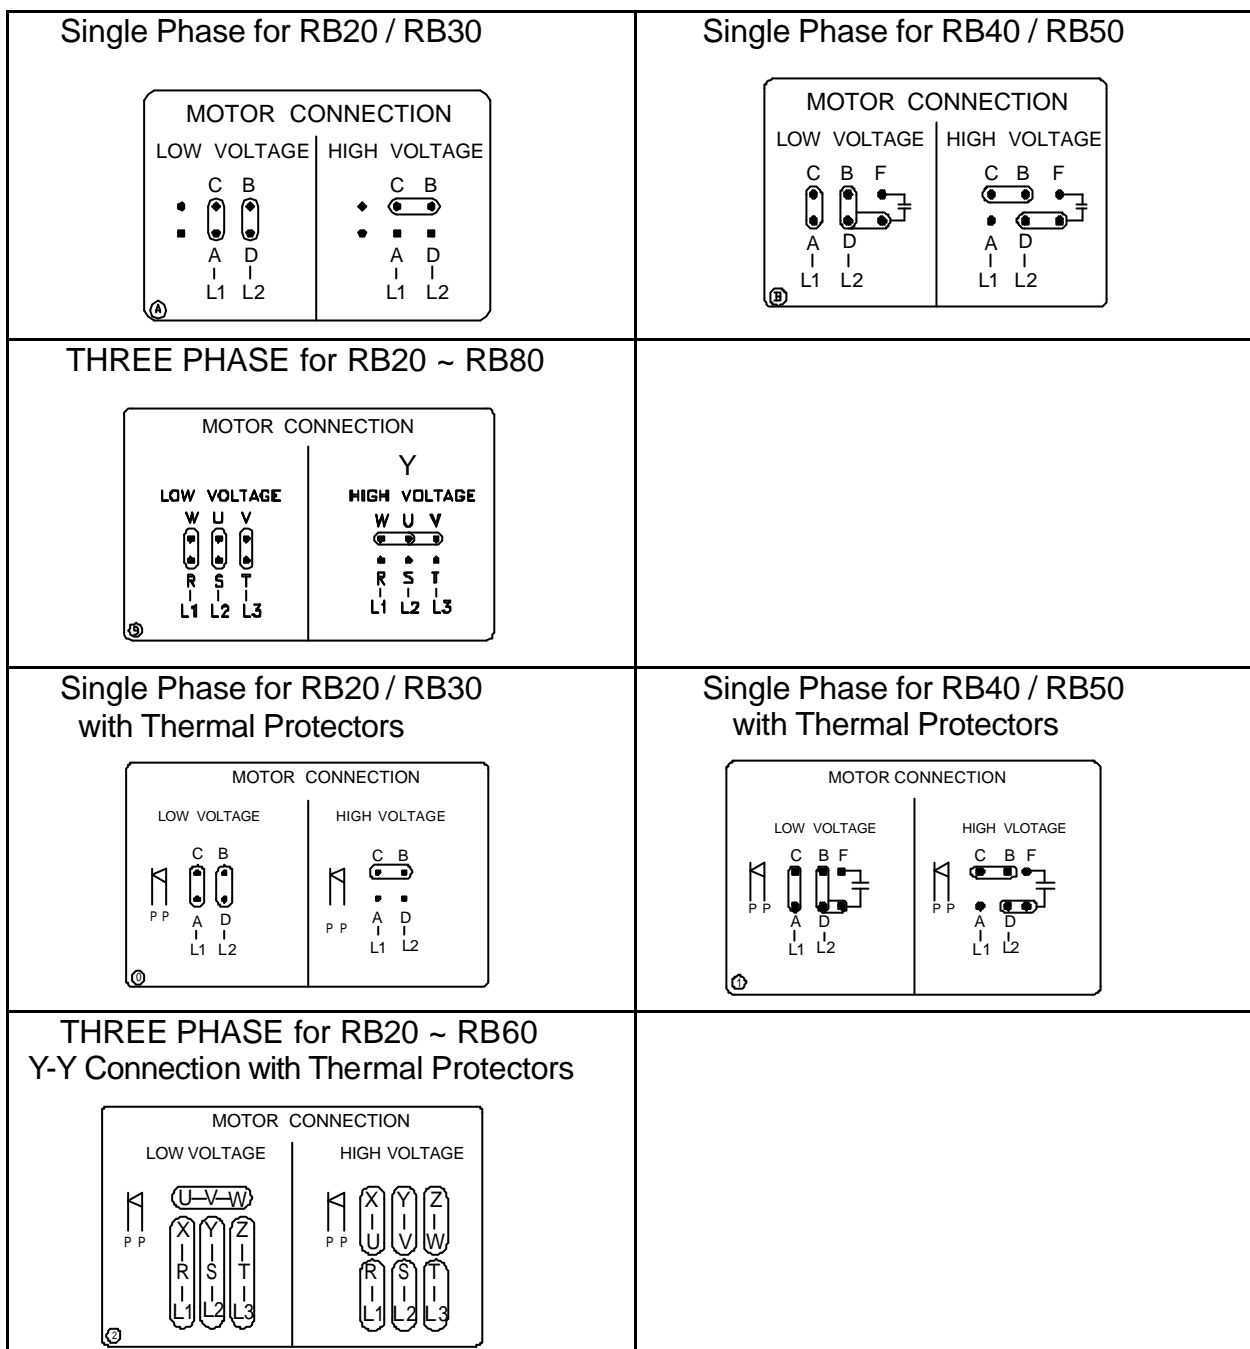 Single Phase for RB20 / RB30
MOTOR CONNECTION
LOW VOLTAGE
C B
A D
L1 L2
HIGH VOLTAGE
C B
A D
L1 L2
A
Single Phase for RB40 / RB50
MOTOR CONNECTION
LOW VOLTAGE
C B F
A D
L1 L2
HIGH VOLTAGE
C B F
A D
L1 L2
B
THREE PHASE for RB20 ~ RB80
MOTOR CONNECTION
LOW VOLTAGE
W U V
R S T
L1 L2 L3
Y
HIGH VOLTAGE
W U V
R S T
L1 L2 L3
Single Phase for RB20 / RB30
with Thermal Protectors
MOTOR CONNECTION
LOW VOLTAGE
C B
P P
A D
L1 L2
HIGH VOLTAGE
C B
P P
A D
L1 L2
0
Single Phase for RB40 / RB50
with Thermal Protectors
MOTOR CONNECTION
LOW VOLTAGE
C B F
P P
A D
L1 L2
HIGH VLOTAGE
C B F
P P
A D
L1 L2
1
THREE PHASE for RB20 ~ RB60
Y-Y Connection with Thermal Protectors
MOTOR CONNECTION
LOW VOLTAGE
U-V-W
X Y Z
P P
R S T
L1 L2 L3
HIGH VOLTAGE
X Y Z
P P
U V W
R S T
L1 L2 L3
2